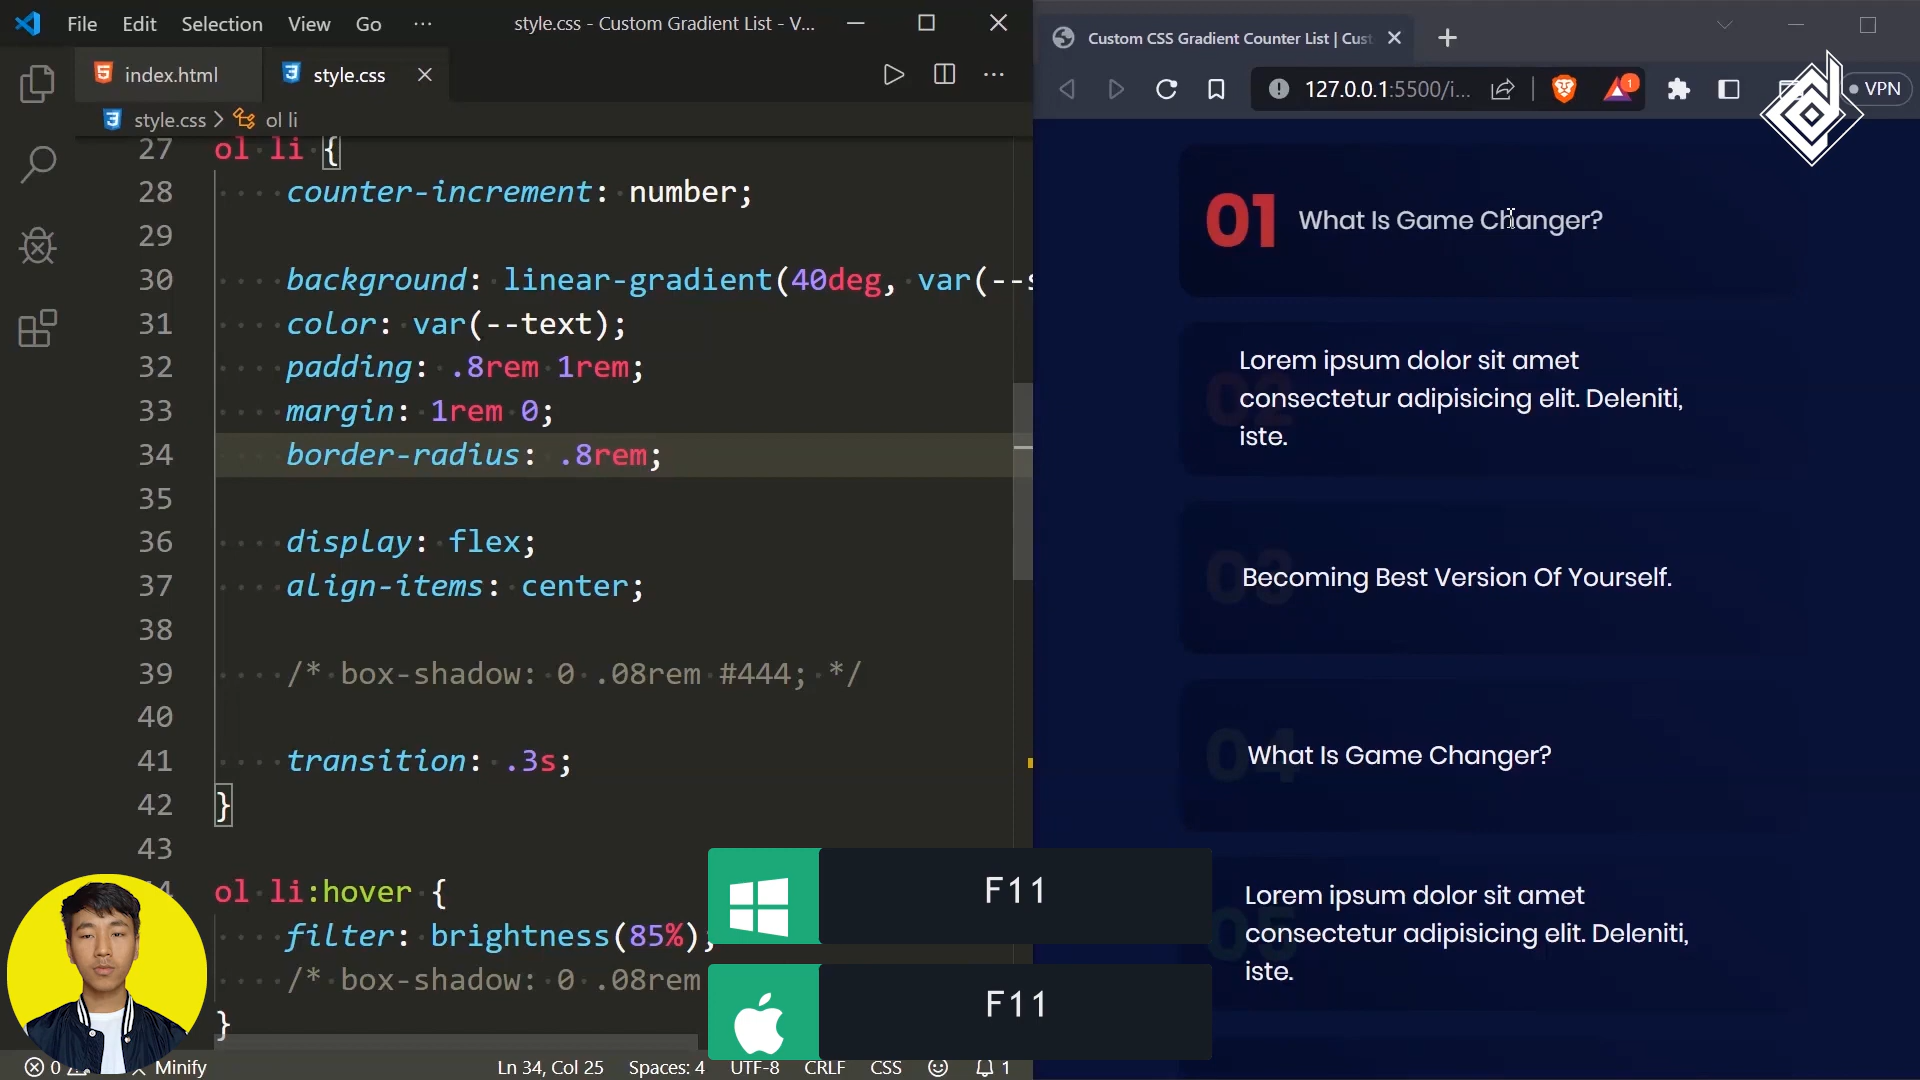 File Edit Selection View Go ···
style.css - Custom Gradient List - V...
index.html
style.css
style.css > ol li
27 ol li {
28 counter-increment: number;
29
30 background: linear-gradient(40deg, var(--s
31 color: var(--text);
32 padding: .8rem 1rem;
33 margin: 1rem 0;
34 border-radius: .8rem;
35
36 display: flex;
37 align-items: center;
38
39 /* box-shadow: 0 .08rem #444; */
40
41 transition: .3s;
42 }
43
ol li:hover {
filter: brightness(85%);
/* box-shadow: 0 .08rem
}
0
Minify
Ln 34, Col 25
Spaces: 4
UTF-8
CRLF
CSS
1
Custom CSS Gradient Counter List | Cust
127.0.0.1:5500/i...
1
VPN
01 What Is Game Changer?
02
Lorem ipsum dolor sit amet
consectetur adipisicing elit. Deleniti,
iste.
03 Becoming Best Version Of Yourself.
04 What Is Game Changer?
05
Lorem ipsum dolor sit amet
consectetur adipisicing elit. Deleniti,
iste.
F11
F11